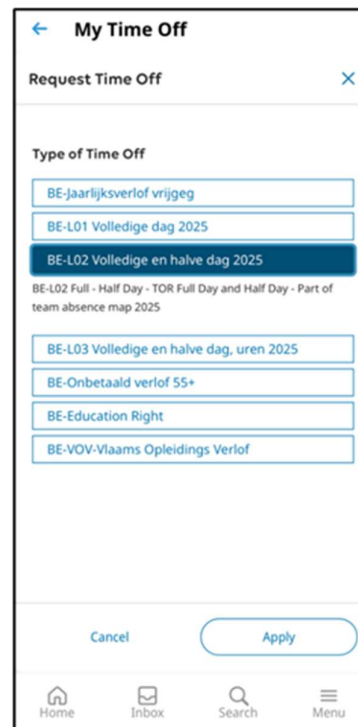 My Time Off
Request Time Off
Type of Time Off
BE-Jaarlijksverlof vrijgeg
BE-L01 Volledige dag 2025
BE-L02 Volledige en halve dag 2025
BE-L02 Full - Half Day - TOR Full Day and Half Day - Part of
team absence map 2025
BE-L03 Volledige en halve dag, uren 2025
BE-Onbetaald verlof 55+
BE-Education Right
BE-VOV-Vlaams Opleidings Verlof
Cancel
Apply
Home
Inbox
Search
Menu